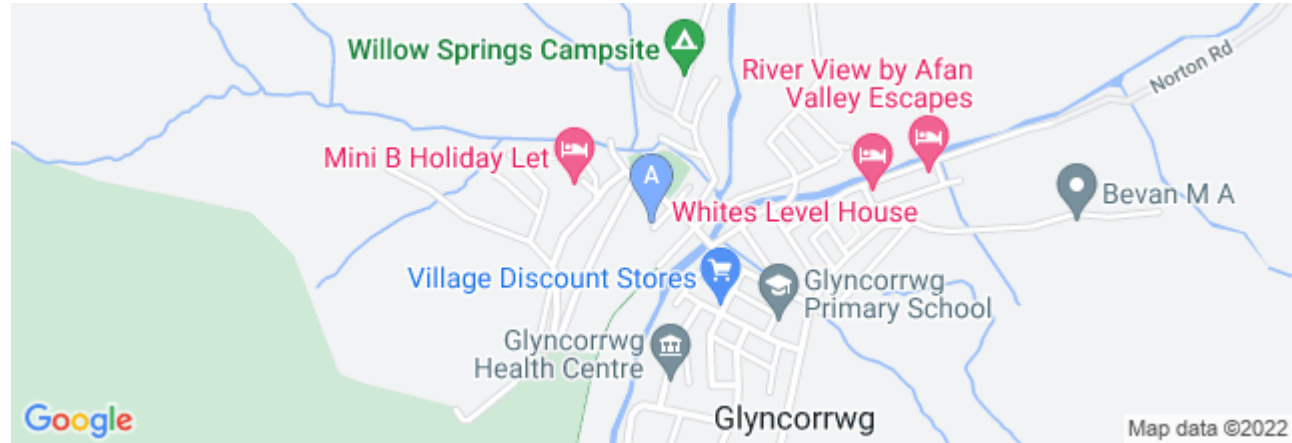 Willow Springs Campsite
River View by Afan
Valley Escapes
Norton Rd
Mini B Holiday Let
A
Whites Level House
Bevan M A
Village Discount Stores
Glyncorrwg
Primary School
Glyncorrwg
Health Centre
Glyncorrwg
Google
Map data ©2022